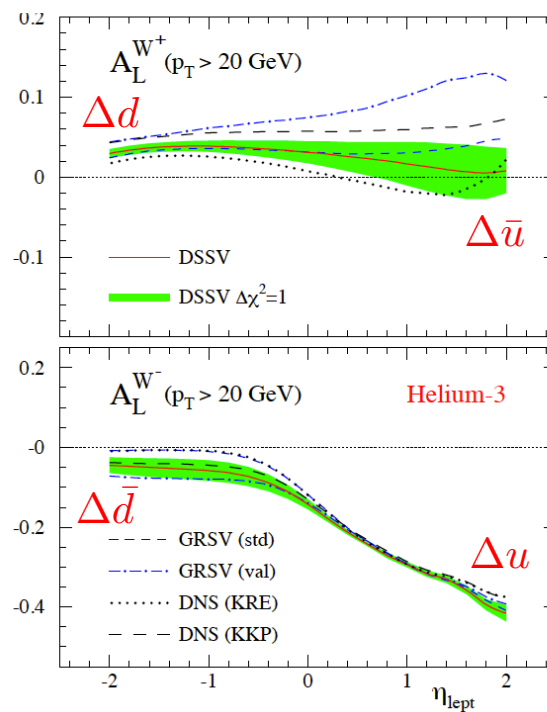 0.2
A_L^{W^+} (p_T > 20 GeV)
0.1
Δd
0
Δū
DSSV
-0.1
DSSV Δχ²=1
0.2
A_L^{W^-} (p_T > 20 GeV)
Helium-3
-0
Δd̄
GRSV (std)
-0.2
Δu
GRSV (val)
DNS (KRE)
-0.4
DNS (KKP)
-2 -1 0 1 2
η_lept